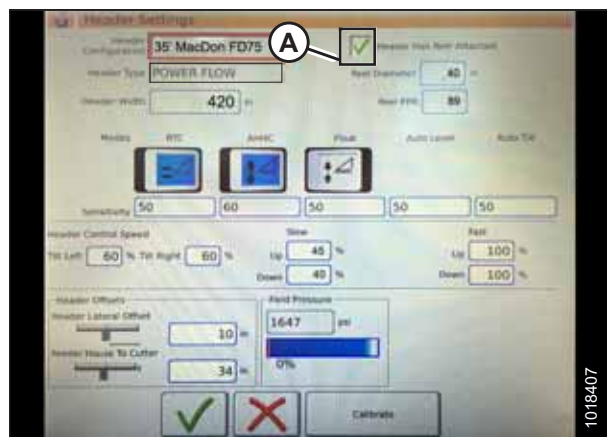 Header Settings
Header Configuration 35' MacDon FD75 A Header Has Reel Attached
Header Type POWER FLOW Reel Diameter 40 in
Header Width 420 in Reel PPR 89
Modes RTC AHHC Float Auto Level Auto Tilt
Sensitivity 50 60 50 50 50
Header Control Speed Slow Fast
Tilt Left 60 % Tilt Right 60 % Up 45 % Up 100 %
Down 40 % Down 100 %
Header Offsets Field Pressure
Header Lateral Offset 1647 psi
10 in
Feeder House To Cutter 0%
34 in
Calibrate
1018407